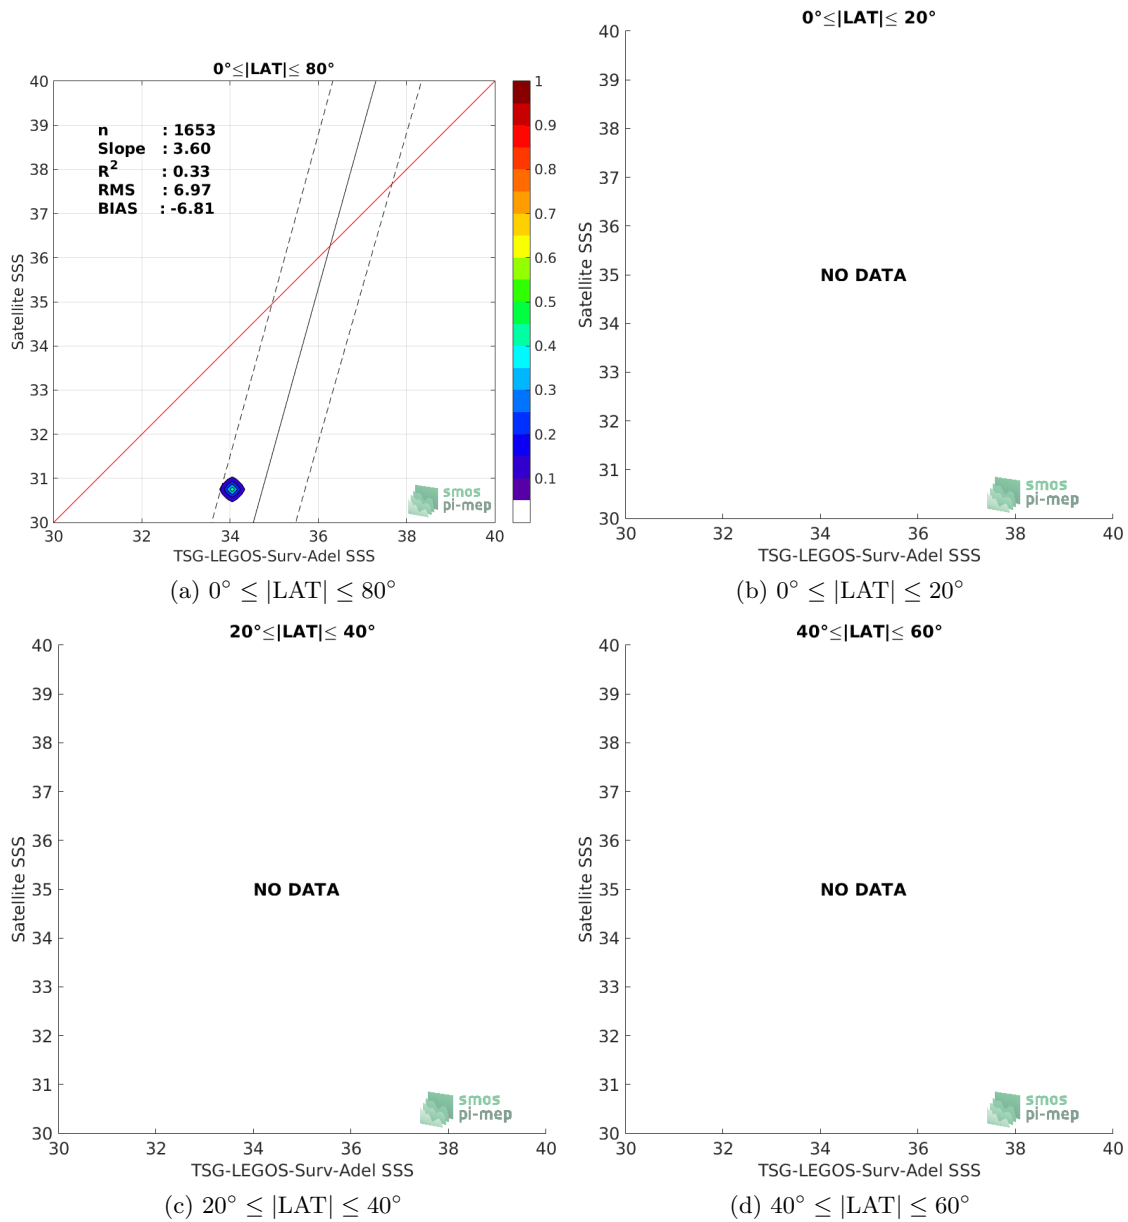 0°≤|LAT|≤ 80°
40
39
38
37
36
35
34
33
32
31
30
Satellite SSS
n : 1653
Slope : 3.60
R² : 0.33
RMS : 6.97
BIAS : -6.81
smos
pi-mep
30 32 34 36 38 40
TSG-LEGOS-Surv-Adel SSS
1
0.9
0.8
0.7
0.6
0.5
0.4
0.3
0.2
0.1
(a) 0° ≤ |LAT| ≤ 80°
0°≤|LAT|≤ 20°
40
39
38
37
36
35
34
33
32
31
30
Satellite SSS
NO DATA
smos
pi-mep
30 32 34 36 38 40
TSG-LEGOS-Surv-Adel SSS
(b) 0° ≤ |LAT| ≤ 20°
20°≤|LAT|≤ 40°
40
39
38
37
36
35
34
33
32
31
30
Satellite SSS
NO DATA
smos
pi-mep
30 32 34 36 38 40
TSG-LEGOS-Surv-Adel SSS
(c) 20° ≤ |LAT| ≤ 40°
40°≤|LAT|≤ 60°
40
39
38
37
36
35
34
33
32
31
30
Satellite SSS
NO DATA
smos
pi-mep
30 32 34 36 38 40
TSG-LEGOS-Surv-Adel SSS
(d) 40° ≤ |LAT| ≤ 60°